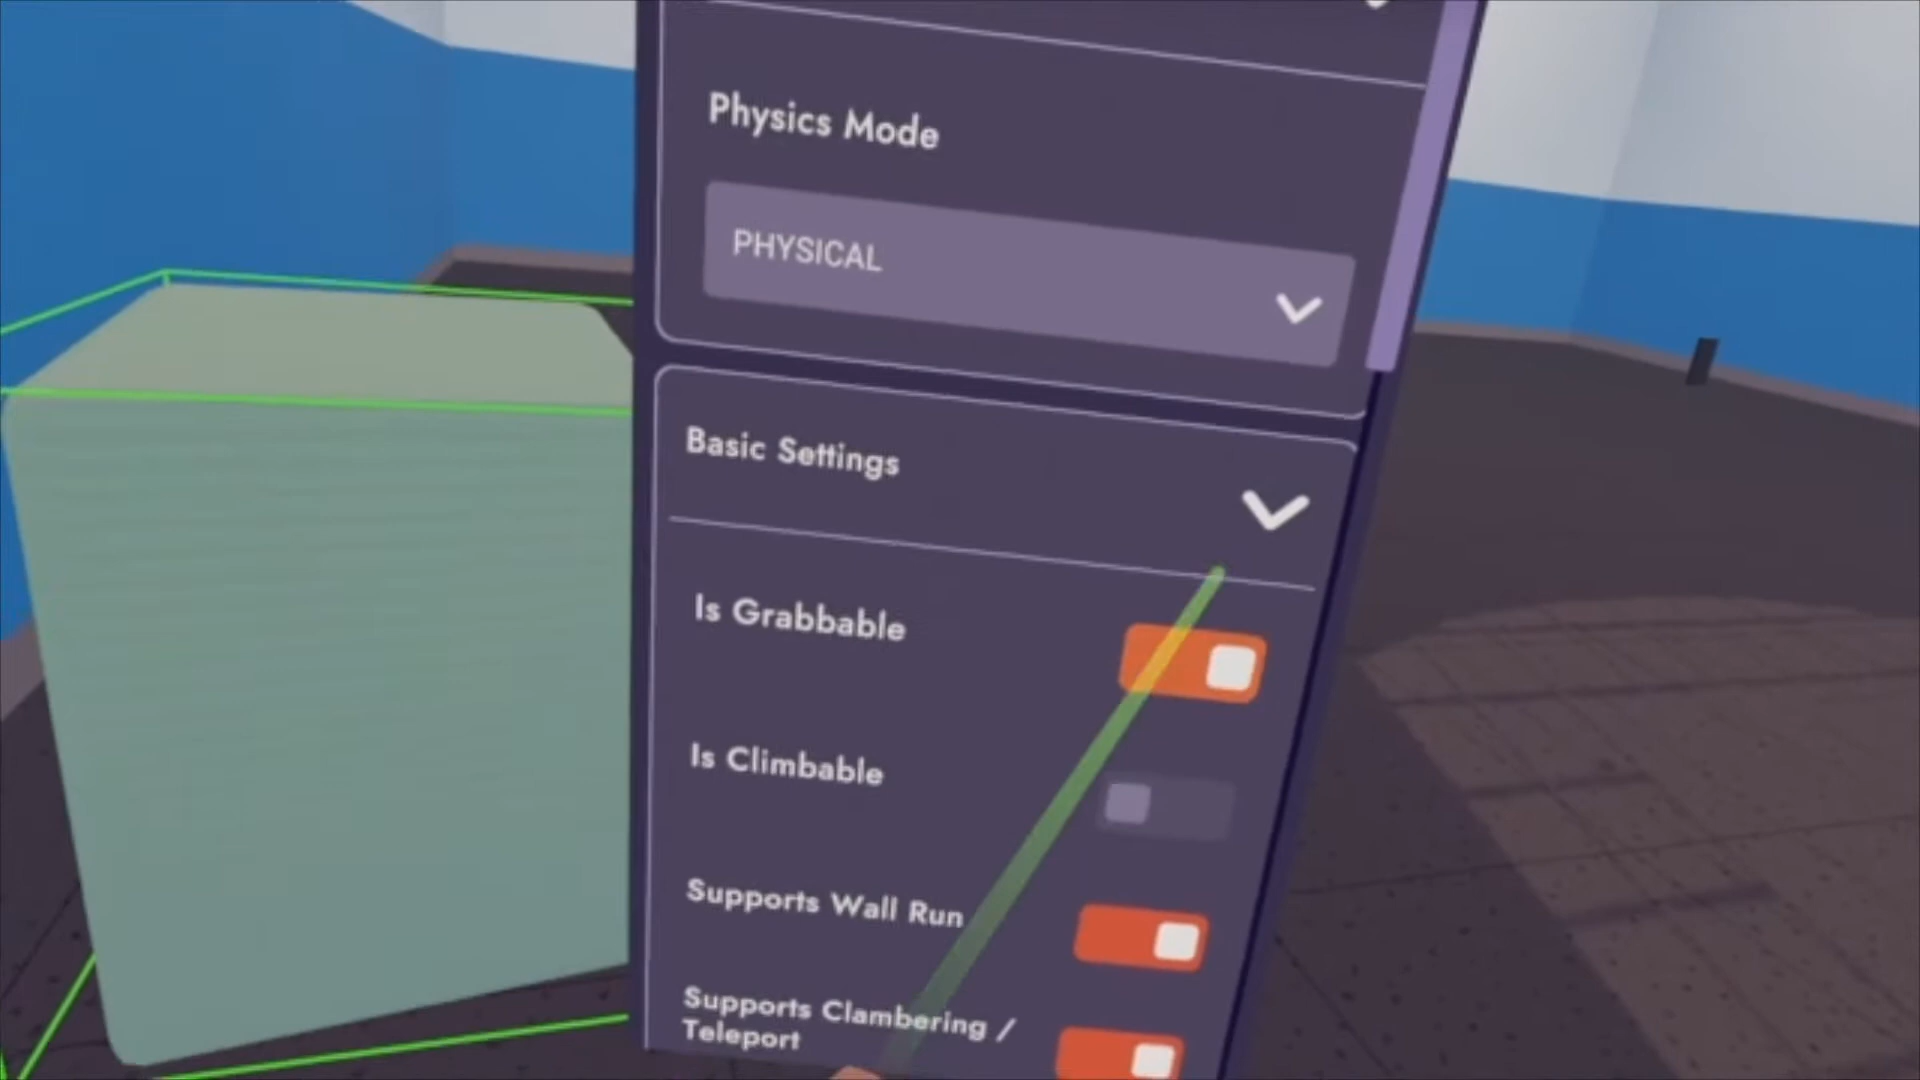 Physics Mode
PHYSICAL
Basic Settings
Is Grabbable
Is Climbable
Supports Wall Run
Supports Clambering /
Teleport